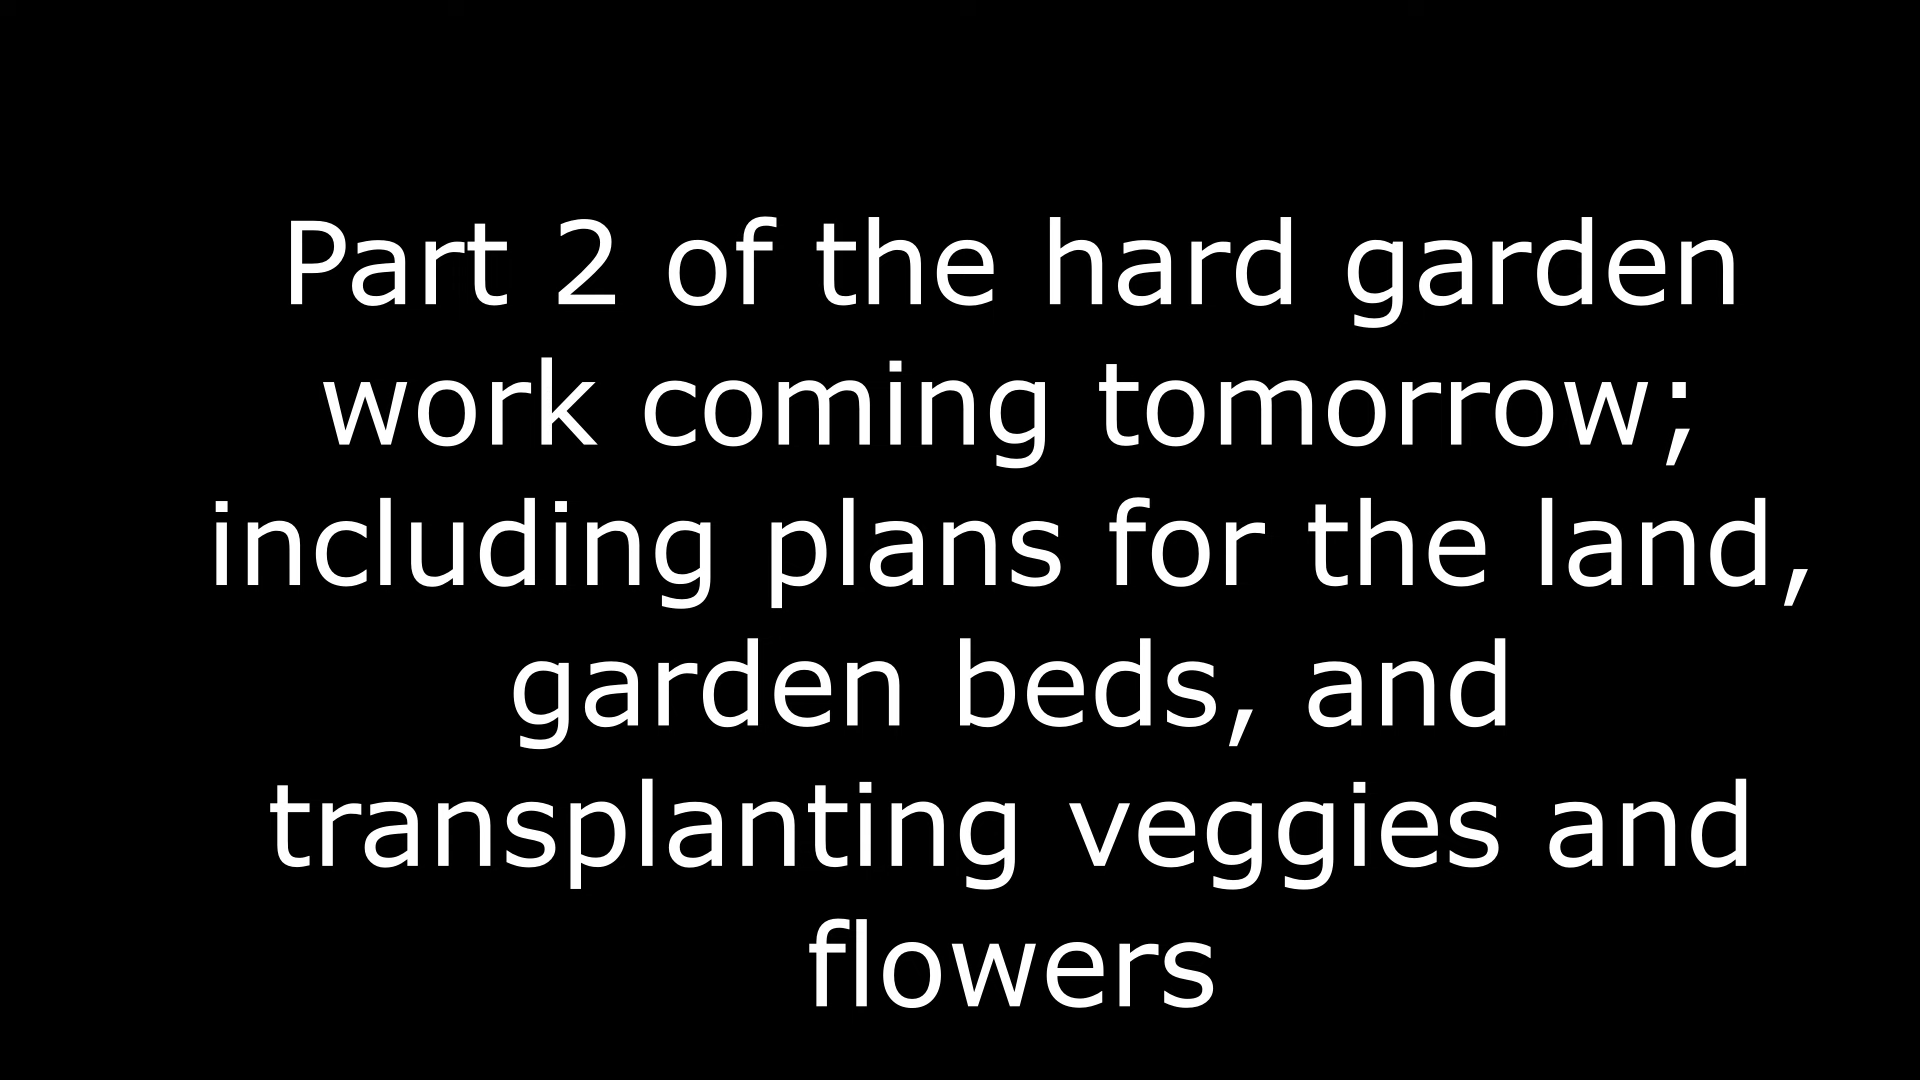 Part 2 of the hard garden
work coming tomorrow;
including plans for the land,
garden beds, and
transplanting veggies and
flowers